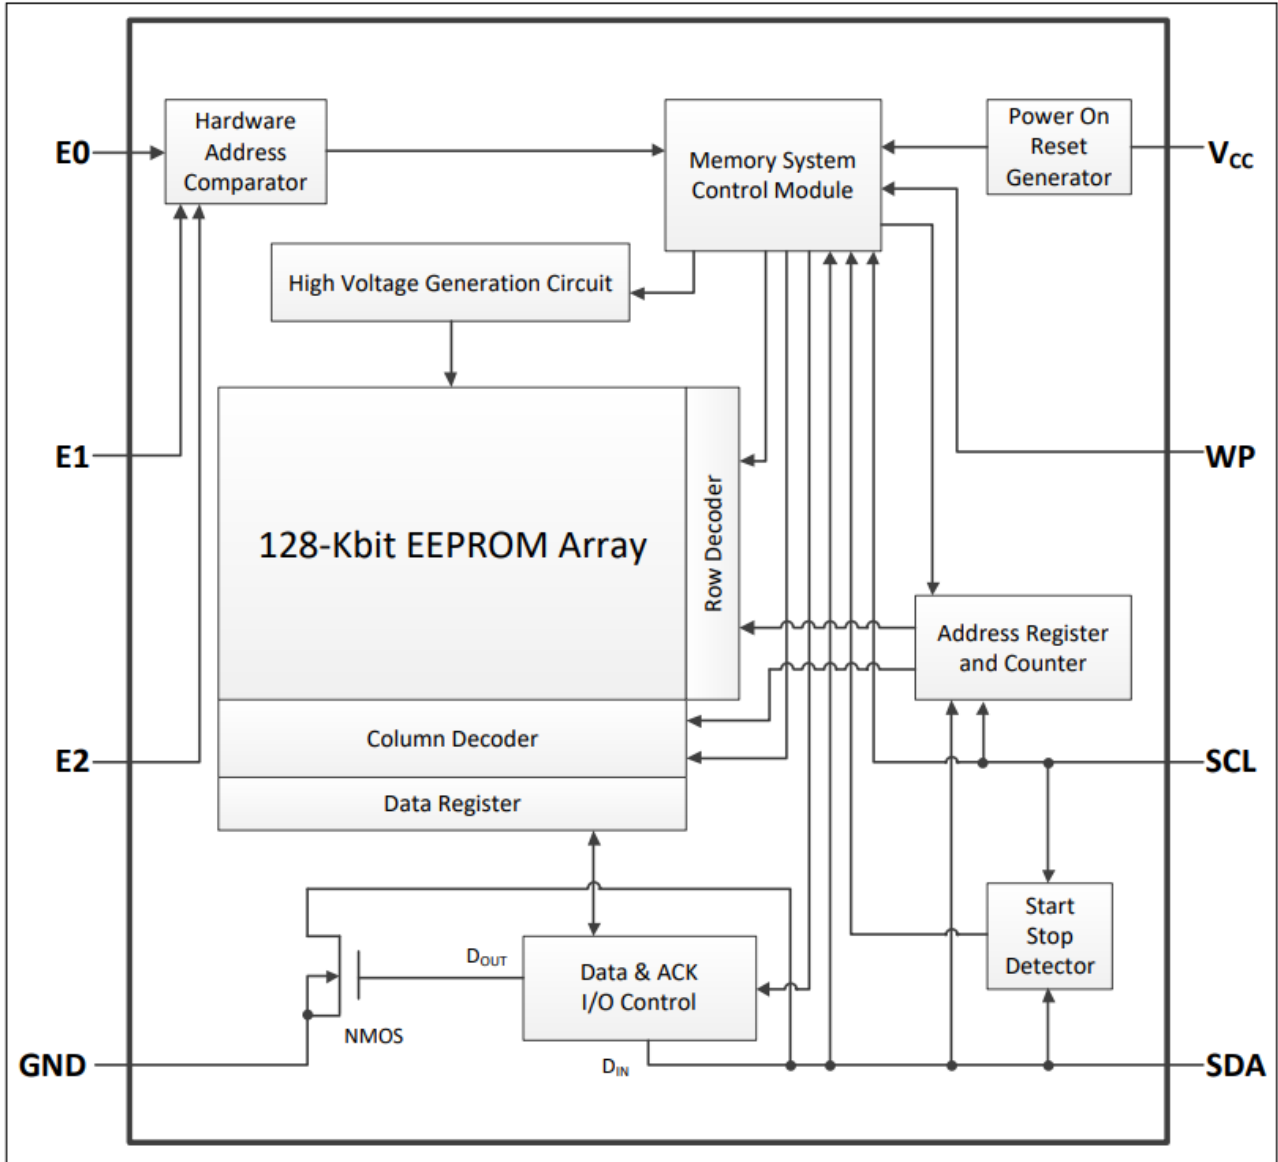 Hardware
Address
Comparator
Memory System
Control Module
Power On
Reset
Generator
E0
VCC
High Voltage Generation Circuit
E1
WP
128-Kbit EEPROM Array
Row Decoder
Address Register
and Counter
Column Decoder
E2
SCL
Data Register
Start
Stop
Detector
DOUT
Data & ACK
I/O Control
NMOS
GND
DIN
SDA